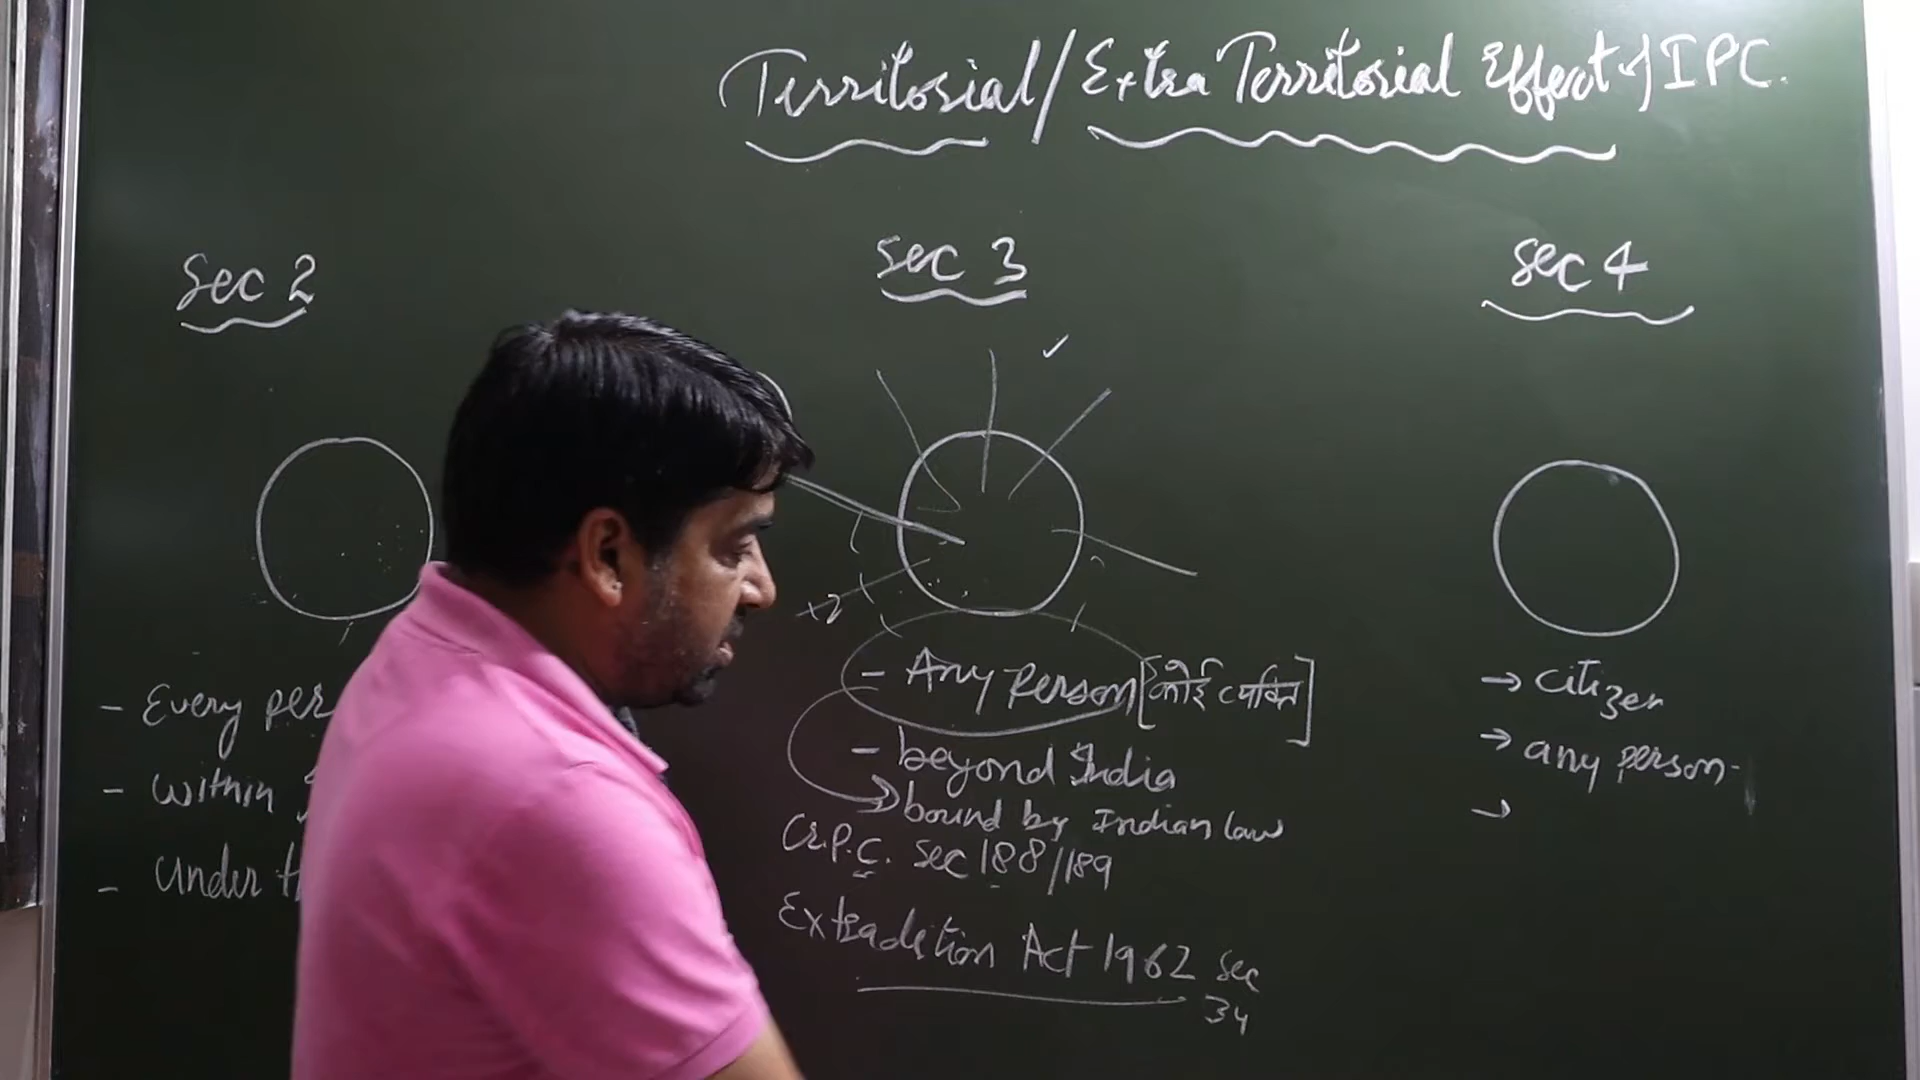 Territorial/Extra Territorial Effect of IPC.
Sec 2
- Every per
- within
- Under th
Sec 3
- Any Person [कोई व्यक्ति]
- beyond India
bound by Indian law
Cr.P.C. Sec 188/189
Extradition Act 1962 Sec
34
Sec 4
→ citizen
→ any person-
→